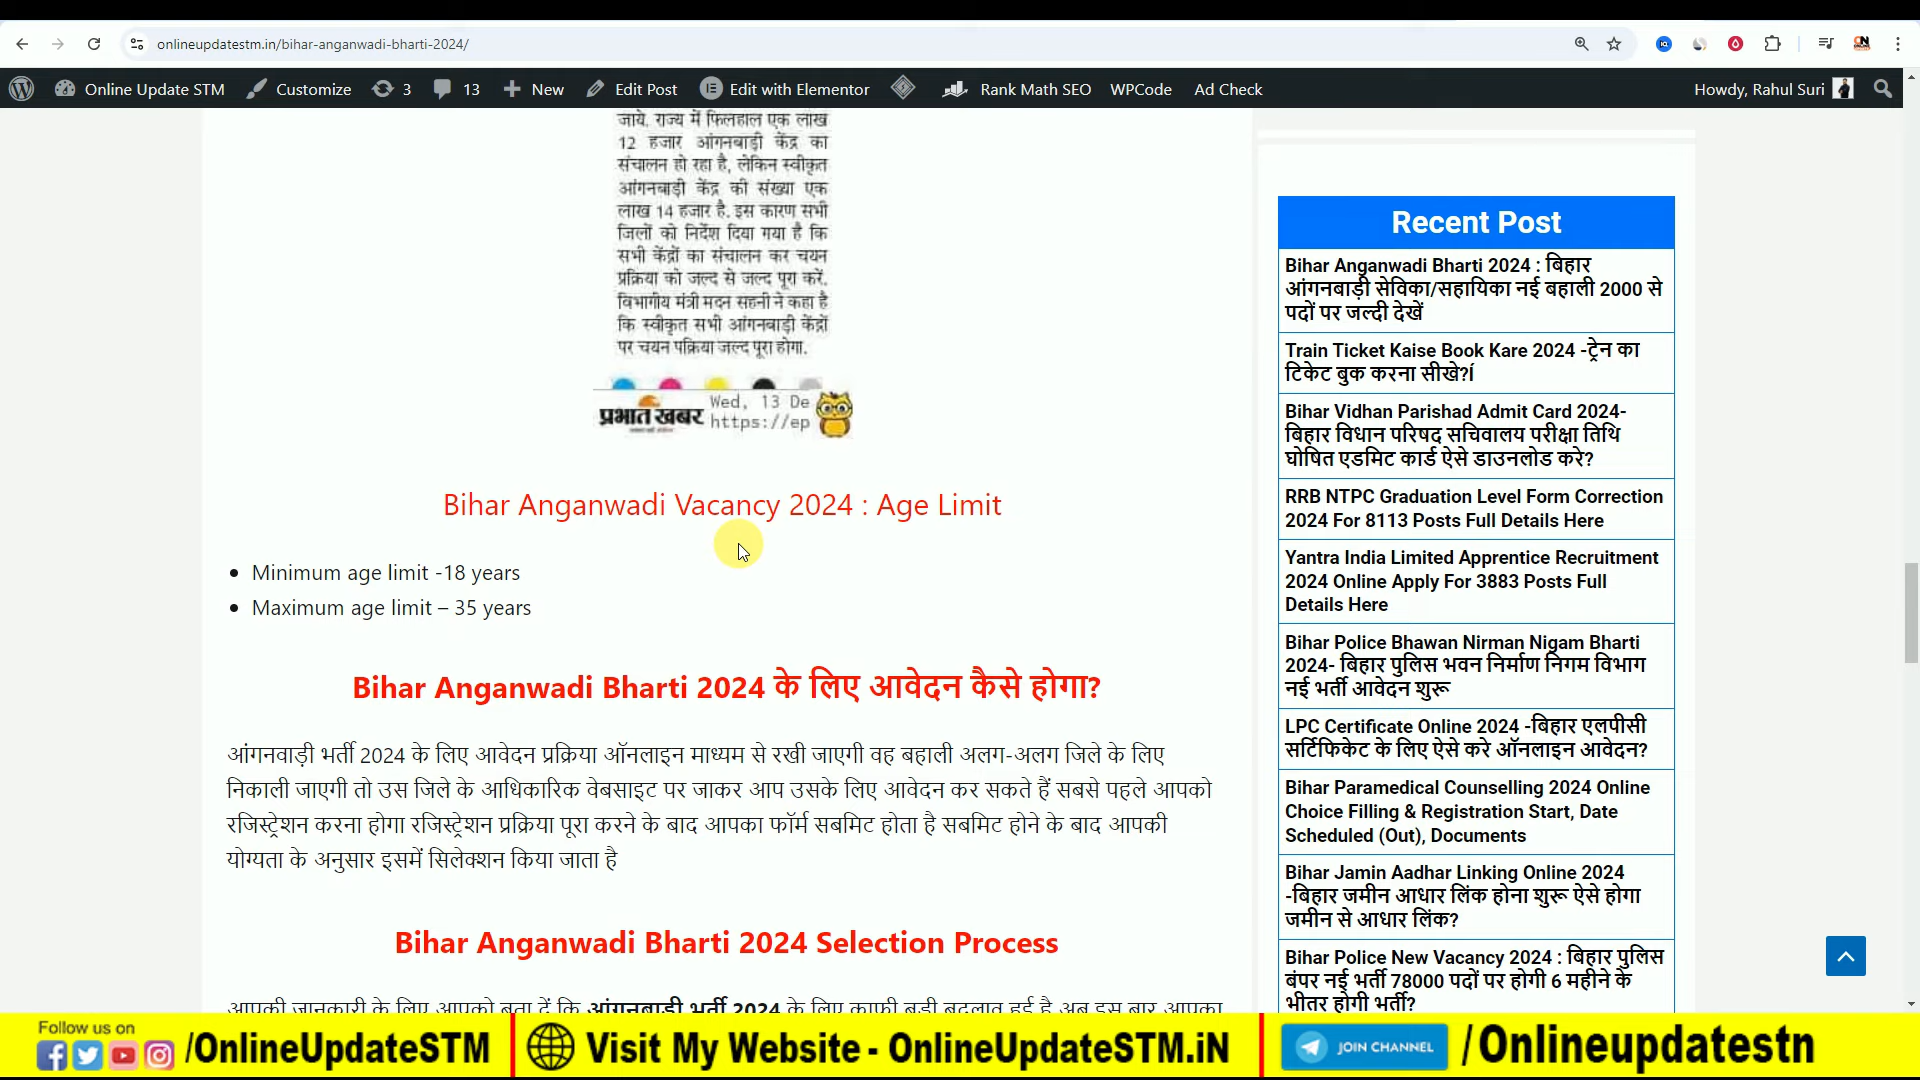 onlineupdatestm.in/bihar-anganwadi-bharti-2024/
Online Update STM
Customize
3
13
New
Edit Post
Edit with Elementor
Rank Math SEO
WPCode
Ad Check
Howdy, Rahul Suri
जाये. राज्य में फिलहाल एक लाख
12 हजार आंगनबाड़ी केंद्र का
संचालन हो रहा है, लेकिन स्वीकृत
आंगनबाड़ी केंद्र की संख्या एक
लाख 14 हजार है. इस कारण सभी
जिलों को निर्देश दिया गया है कि
सभी केंद्रों का संचालन कर चयन
प्रक्रिया को जल्द से जल्द पूरा करें.
विभागीय मंत्री मदन सहनी ने कहा है
कि स्वीकृत सभी आंगनबाड़ी केंद्रों
पर चयन पक्रिया जल्द पूरा होगा.
प्रभात खबर
Wed, 13 De
https://ep
Bihar Anganwadi Vacancy 2024 : Age Limit
Minimum age limit -18 years
Maximum age limit – 35 years
Bihar Anganwadi Bharti 2024 के लिए आवेदन कैसे होगा?
आंगनवाड़ी भर्ती 2024 के लिए आवेदन प्रक्रिया ऑनलाइन माध्यम से रखी जाएगी वह बहाली अलग-अलग जिले के लिए
निकाली जाएगी तो उस जिले के आधिकारिक वेबसाइट पर जाकर आप उसके लिए आवेदन कर सकते हैं सबसे पहले आपको
रजिस्ट्रेशन करना होगा रजिस्ट्रेशन प्रक्रिया पूरा करने के बाद आपका फॉर्म सबमिट होता है सबमिट होने के बाद आपकी
योग्यता के अनुसार इसमें सिलेक्शन किया जाता है
Bihar Anganwadi Bharti 2024 Selection Process
आपकी जानकारी के लिए आपको बता दें कि आंगनबाड़ी भर्ती 2024 के लिए काफी बड़ी बदलाव हुई है अब इस बार आपका
Recent Post
Bihar Anganwadi Bharti 2024 : बिहार
आंगनबाड़ी सेविका/सहायिका नई बहाली 2000 से
पदों पर जल्दी देखें
Train Ticket Kaise Book Kare 2024 -ट्रेन का
टिकेट बुक करना सीखे?Í
Bihar Vidhan Parishad Admit Card 2024-
बिहार विधान परिषद सचिवालय परीक्षा तिथि
घोषित एडमिट कार्ड ऐसे डाउनलोड करे?
RRB NTPC Graduation Level Form Correction
2024 For 8113 Posts Full Details Here
Yantra India Limited Apprentice Recruitment
2024 Online Apply For 3883 Posts Full
Details Here
Bihar Police Bhawan Nirman Nigam Bharti
2024- बिहार पुलिस भवन निर्माण निगम विभाग
नई भर्ती आवेदन शुरू
LPC Certificate Online 2024 -बिहार एलपीसी
सर्टिफिकेट के लिए ऐसे करे ऑनलाइन आवेदन?
Bihar Paramedical Counselling 2024 Online
Choice Filling & Registration Start, Date
Scheduled (Out), Documents
Bihar Jamin Aadhar Linking Online 2024
-बिहार जमीन आधार लिंक होना शुरू ऐसे होगा
जमीन से आधार लिंक?
Bihar Police New Vacancy 2024 : बिहार पुलिस
बंपर नई भर्ती 78000 पदों पर होगी 6 महीने के
भीतर होगी भर्ती?
Follow us on
/OnlineUpdateSTM
Visit My Website - OnlineUpdateSTM.iN
JOIN CHANNEL
/Onlineupdatestn